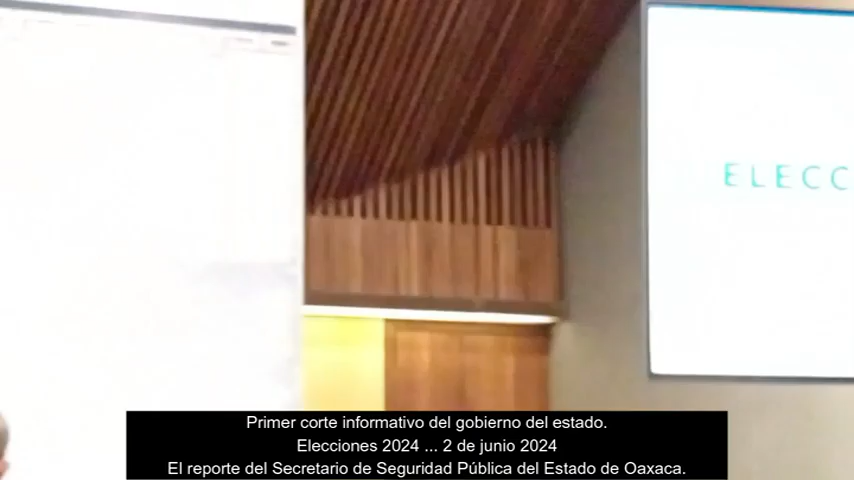 ELECC
Primer corte informativo del gobierno del estado.
Elecciones 2024 ... 2 de junio 2024
El reporte del Secretario de Seguridad Pública del Estado de Oaxaca.